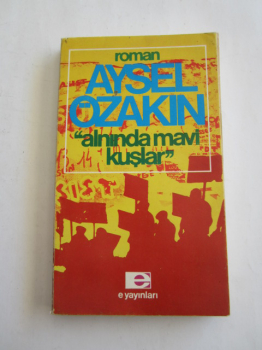 roman
AYSEL
ÖZAKIN
“alnında mavi
kuşlar”
e
e yayınları